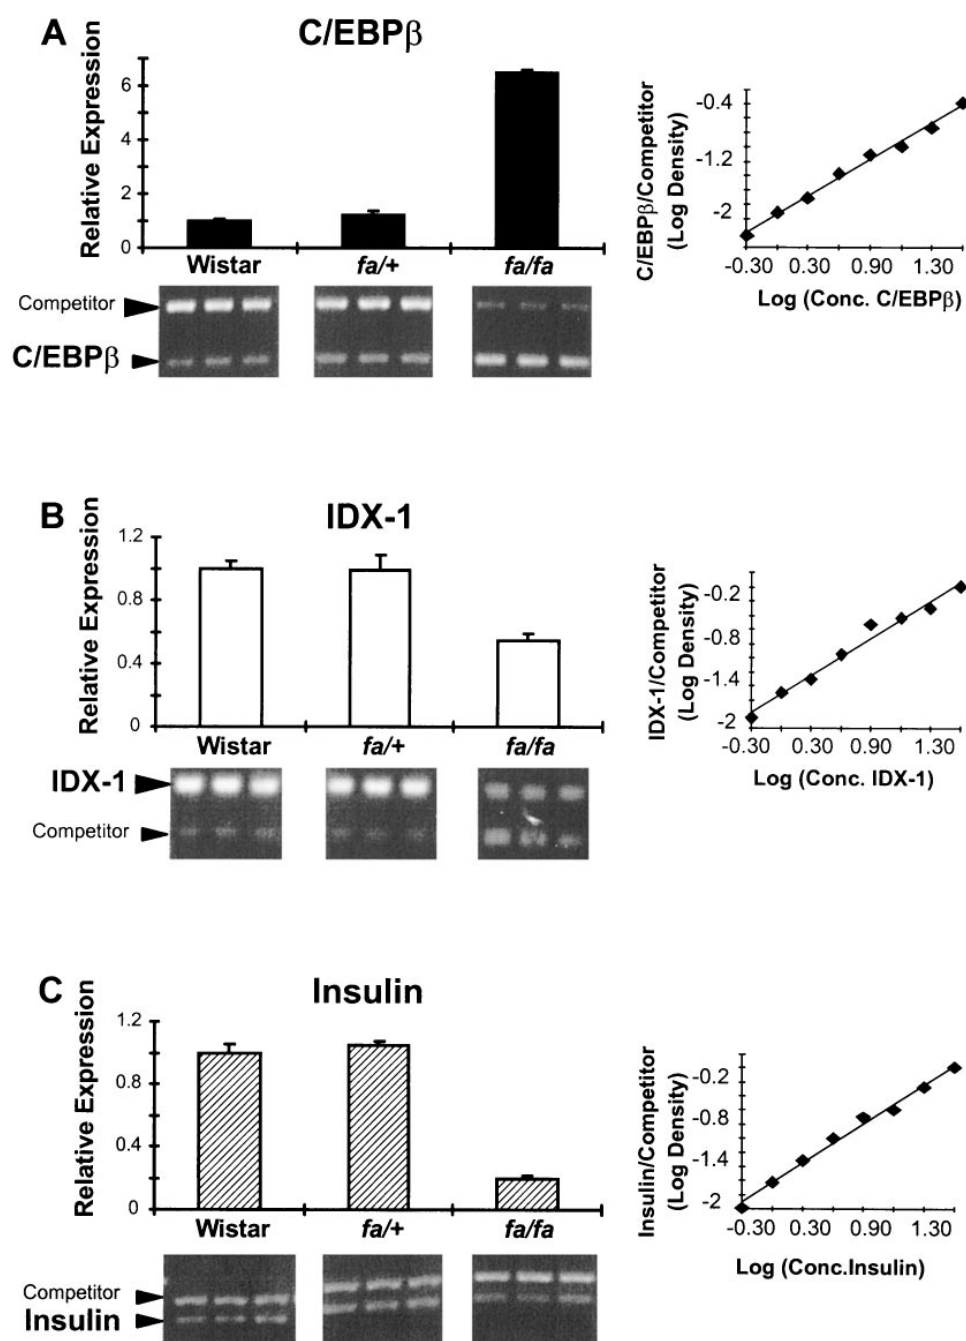 A
C/EBPβ
Relative Expression
6
4
2
0
Wistar
fa/+
fa/fa
Competitor
C/EBPβ
C/EBPβ/Competitor
(Log Density)
-0.4
-1.2
-2
-0.30 0.30 0.90 1.30
Log (Conc. C/EBPβ)
B
IDX-1
Relative Expression
1.2
0.8
0.4
0
Wistar
fa/+
fa/fa
IDX-1
Competitor
IDX-1/Competitor
(Log Density)
-0.2
-0.8
-1.4
-2
-0.30 0.30 0.90 1.30
Log (Conc. IDX-1)
C
Insulin
Relative Expression
1.2
0.8
0.4
0
Wistar
fa/+
fa/fa
Competitor
Insulin
Insulin/Competitor
(Log Density)
-0.2
-0.8
-1.4
-2
-0.30 0.30 0.90 1.30
Log (Conc.Insulin)